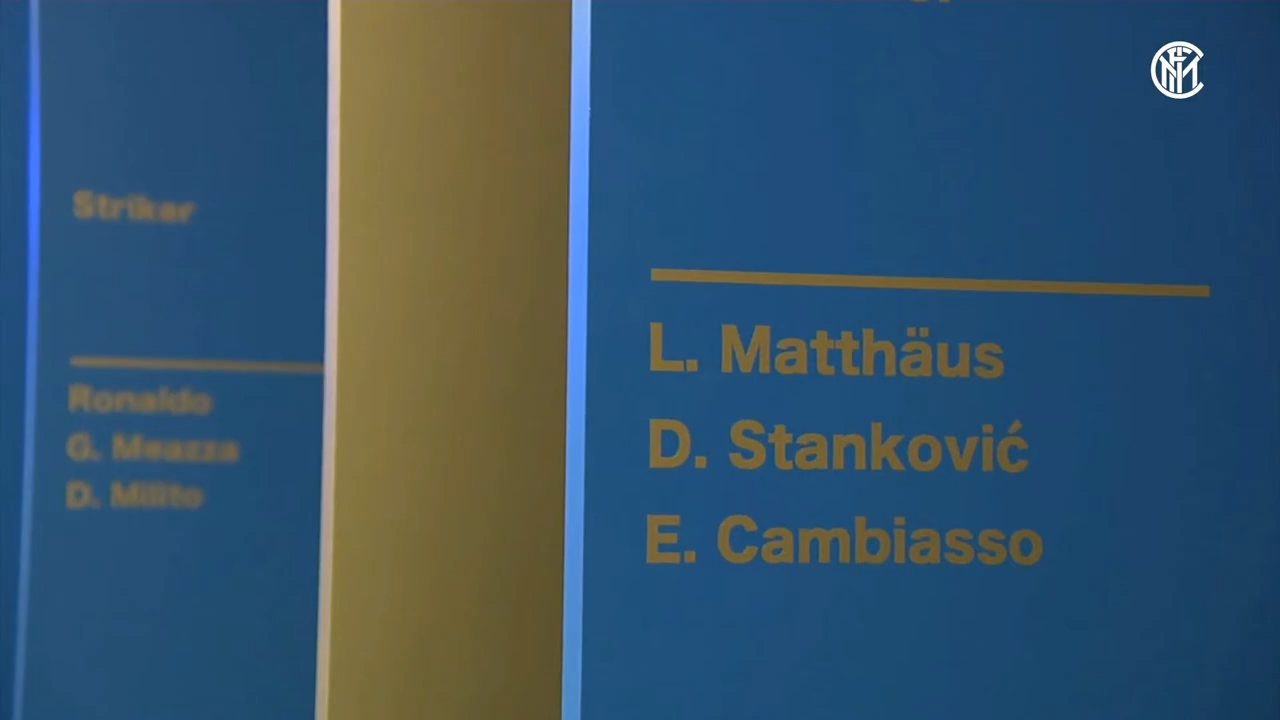 Striker
Ronaldo
G. Meazza
D. Milito
L. Matthäus
D. Stanković
E. Cambiasso